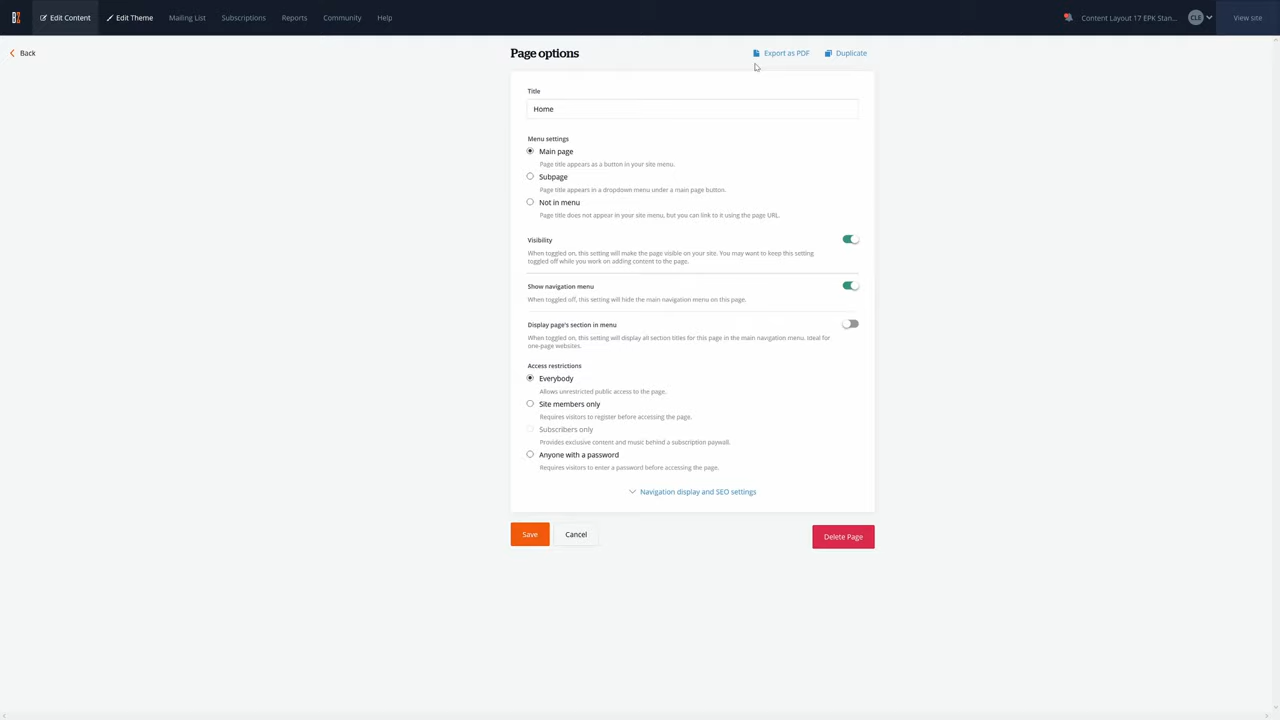 BZ
Edit Content
Edit Theme
Mailing List
Subscriptions
Reports
Community
Help
Content Layout 17 EPK Stan...
CLE
View site
Back
Page options
Export as PDF
Duplicate
Title
Home
Menu settings
Main page
Page title appears as a button in your site menu.
Subpage
Page title appears in a dropdown menu under a main page button.
Not in menu
Page title does not appear in your site menu, but you can link to it using the page URL.
Visibility
When toggled on, this setting will make the page visible on your site. You may want to keep this setting
toggled off while you work on adding content to the page.
Show navigation menu
When toggled off, this setting will hide the main navigation menu on this page.
Display page's section in menu
When toggled on, this setting will display all section titles for this page in the main navigation menu. Ideal for
one-page websites.
Access restrictions
Everybody
Allows unrestricted public access to the page.
Site members only
Requires visitors to register before accessing the page.
Subscribers only
Provides exclusive content and music behind a subscription paywall.
Anyone with a password
Requires visitors to enter a password before accessing the page.
Navigation display and SEO settings
Save
Cancel
Delete Page